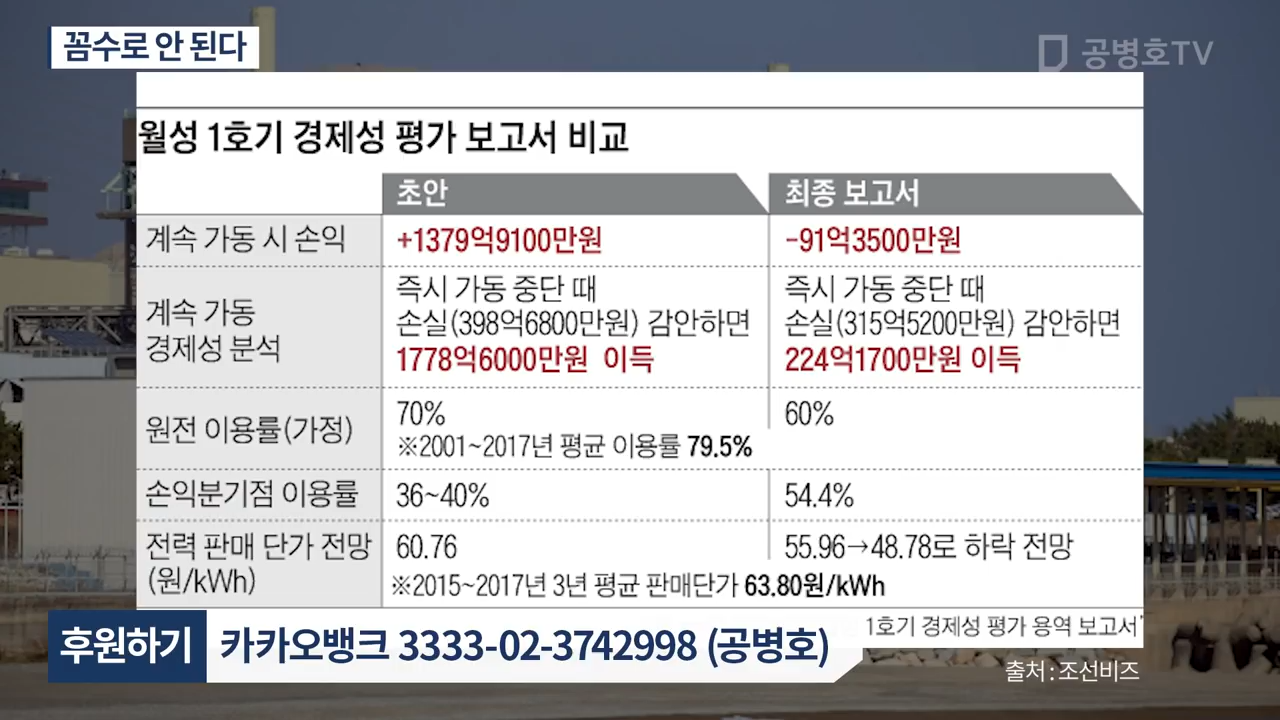 꼼수로 안 된다
공병호TV
월성 1호기 경제성 평가 보고서 비교
초안
최종 보고서
계속 가동 시 손익
+1379억9100만원
-91억3500만원
계속 가동
경제성 분석
즉시 가동 중단 때
손실(398억6800만원) 감안하면
1778억6000만원 이득
즉시 가동 중단 때
손실(315억5200만원) 감안하면
224억1700만원 이득
원전 이용률(가정)
70%
60%
※2001~2017년 평균 이용률 79.5%
손익분기점 이용률
36~40%
54.4%
전력 판매 단가 전망
(원/kWh)
60.76
55.96→48.78로 하락 전망
※2015~2017년 3년 평균 판매단가 63.80원/kWh
1호기 경제성 평가 용역 보고서'
후원하기
카카오뱅크 3333-02-3742998 (공병호)
출처 : 조선비즈